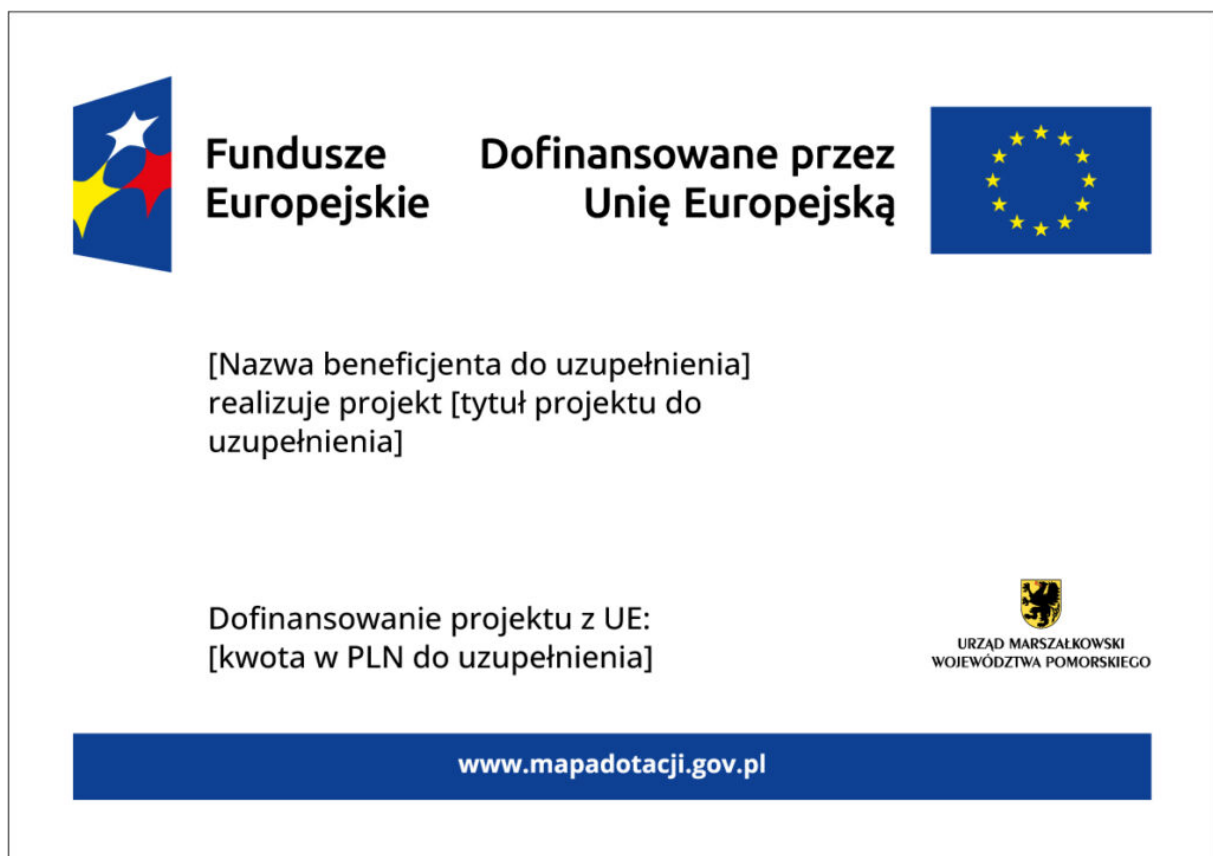 Fundusze
Europejskie
Dofinansowane przez
Unię Europejską
[Nazwa beneficjenta do uzupełnienia]
realizuje projekt [tytuł projektu do
uzupełnienia]
Dofinansowanie projektu z UE:
[kwota w PLN do uzupełnienia]
URZĄD MARSZAŁKOWSKI
WOJEWÓDZTWA POMORSKIEGO
www.mapadotacji.gov.pl